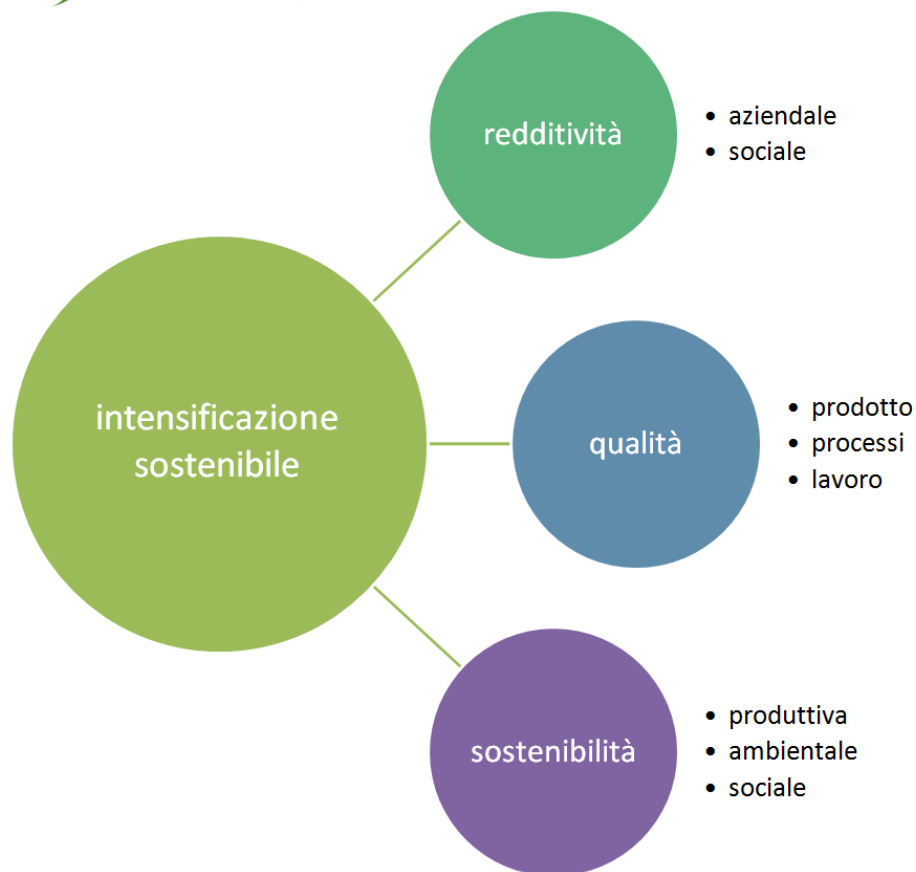 redditività
• aziendale
• sociale
intensificazione
sostenibile
qualità
• prodotto
• processi
• lavoro
sostenibilità
• produttiva
• ambientale
• sociale